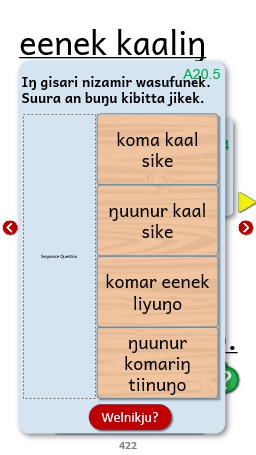 eenek kaaliŋ
A20.5
Iŋ gisari nizamir wasufunek.
Suura an buŋu kibitta jikek.
4
koma kaal
sike
Sequence Question
ŋuunur kaal
sike
komar eenek
liyuŋo
ŋuunur
komariŋ
tiinuŋo
.
?
Welnikju?
422